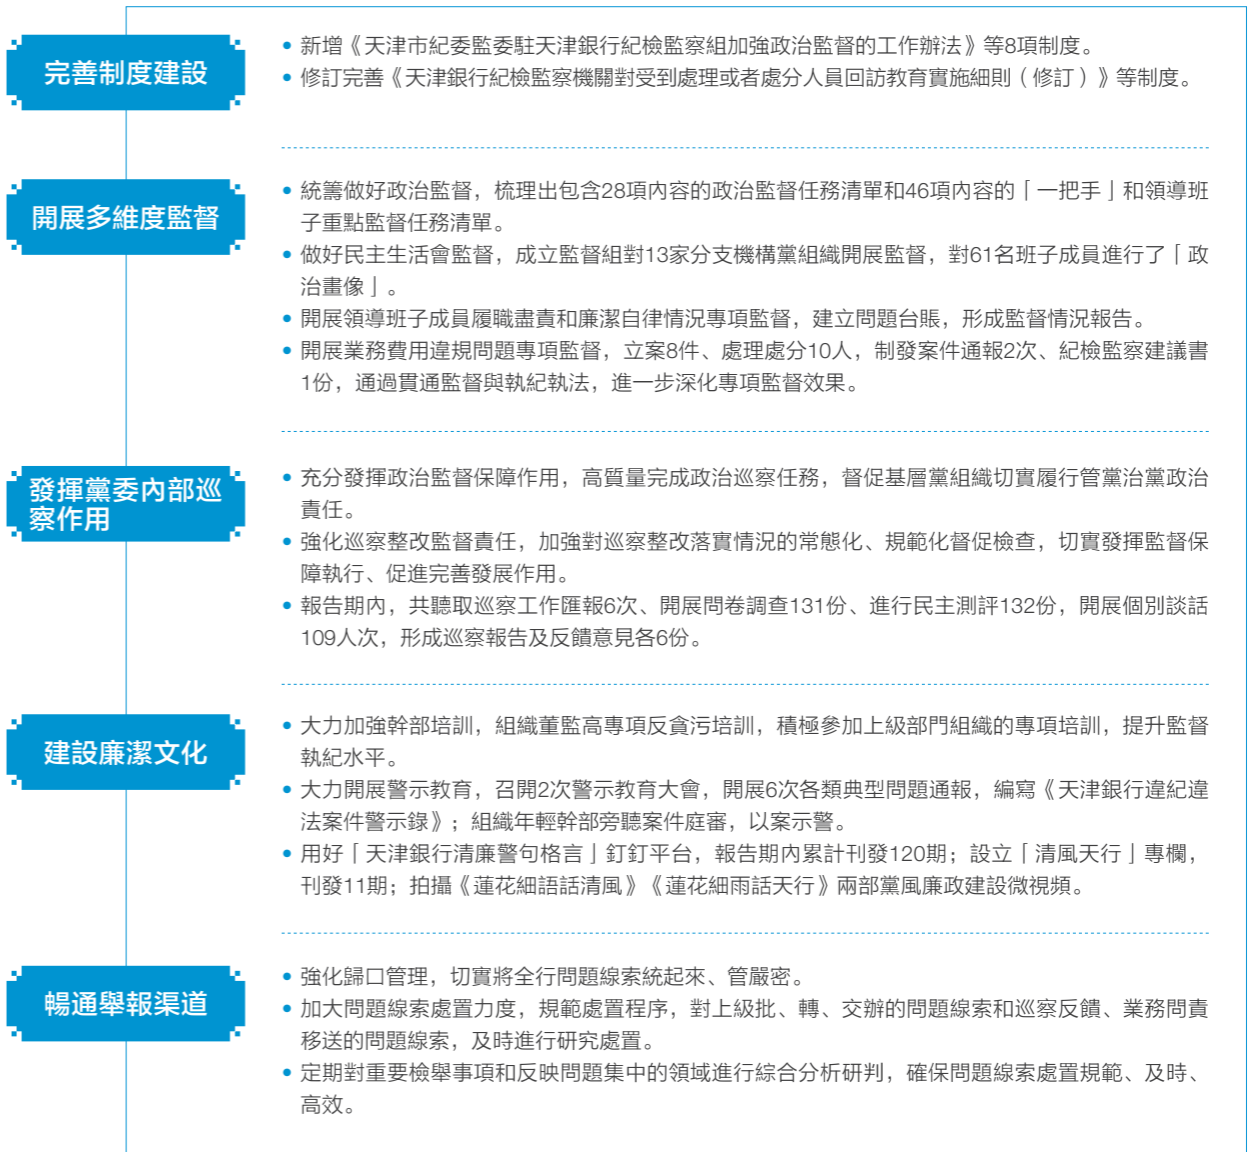 完善制度建設
• 新增《天津市紀委監委駐天津銀行紀檢監察組加強政治監督的工作辦法》等8項制度。
• 修訂完善《天津銀行紀檢監察機關對受到處理或者處分人員回訪教育實施細則（修訂）》等制度。
開展多維度監督
• 統籌做好政治監督，梳理出包含28項內容的政治監督任務清單和46項內容的「一把手」和領導班
子重點監督任務清單。
• 做好民主生活會監督，成立監督組對13家分支機構黨組織開展監督，對61名班子成員進行了「政
治畫像」。
• 開展領導班子成員履職盡責和廉潔自律情況專項監督，建立問題台賬，形成監督情況報告。
• 開展業務費用違規問題專項監督，立案8件、處理處分10人，制發案件通報2次、紀檢監察建議書
1份，通過貫通監督與執紀執法，進一步深化專項監督效果。
發揮黨委內部巡
察作用
• 充分發揮政治監督保障作用，高質量完成政治巡察任務，督促基層黨組織切實履行管黨治黨政治
責任。
• 強化巡察整改監督責任，加強對巡察整改落實情況的常態化、規範化督促檢查，切實發揮監督保
障執行、促進完善發展作用。
• 報告期內，共聽取巡察工作匯報6次、開展問卷調查131份、進行民主測評132份，開展個別談話
109人次，形成巡察報告及反饋意見各6份。
建設廉潔文化
• 大力加強幹部培訓，組織董監高專項反貪污培訓，積極參加上級部門組織的專項培訓，提升監督
執紀水平。
• 大力開展警示教育，召開2次警示教育大會，開展6次各類典型問題通報，編寫《天津銀行違紀違
法案件警示錄》；組織年輕幹部旁聽案件庭審，以案示警。
• 用好「天津銀行清廉警句格言」釘釘平台，報告期內累計刊發120期；設立「清風天行」專欄，
刊發11期；拍攝《蓮花細語話清風》《蓮花細雨話天行》兩部黨風廉政建設微視頻。
暢通舉報渠道
• 強化歸口管理，切實將全行問題線索統起來、管嚴密。
• 加大問題線索處置力度，規範處置程序，對上級批、轉、交辦的問題線索和巡察反饋、業務問責
移送的問題線索，及時進行研究處置。
• 定期對重要檢舉事項和反映問題集中的領域進行綜合分析研判，確保問題線索處置規範、及時、
高效。